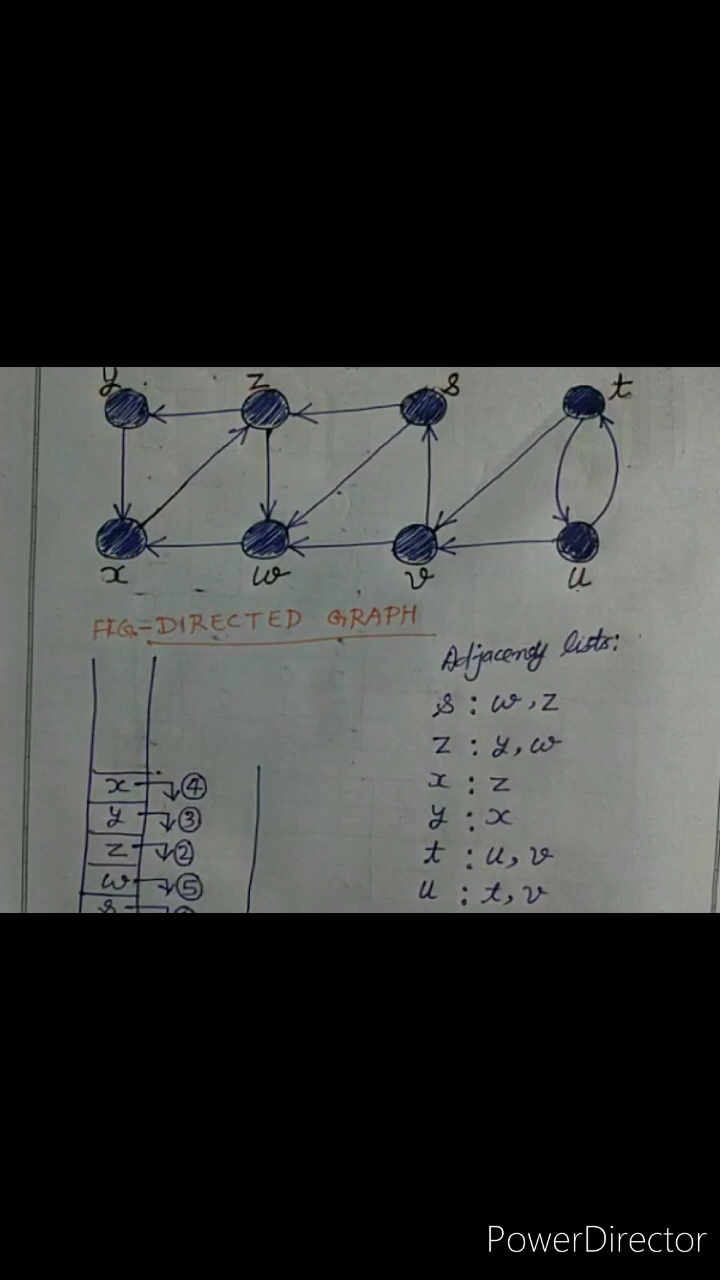 y z s t
x w v u
FIG.-DIRECTED GRAPH
Adjacency lists:
s : w, z
z : y, w
x : z
y : x
t : u, v
u : t, v
x ④
y ③
z ②
w ⑤
s
PowerDirector